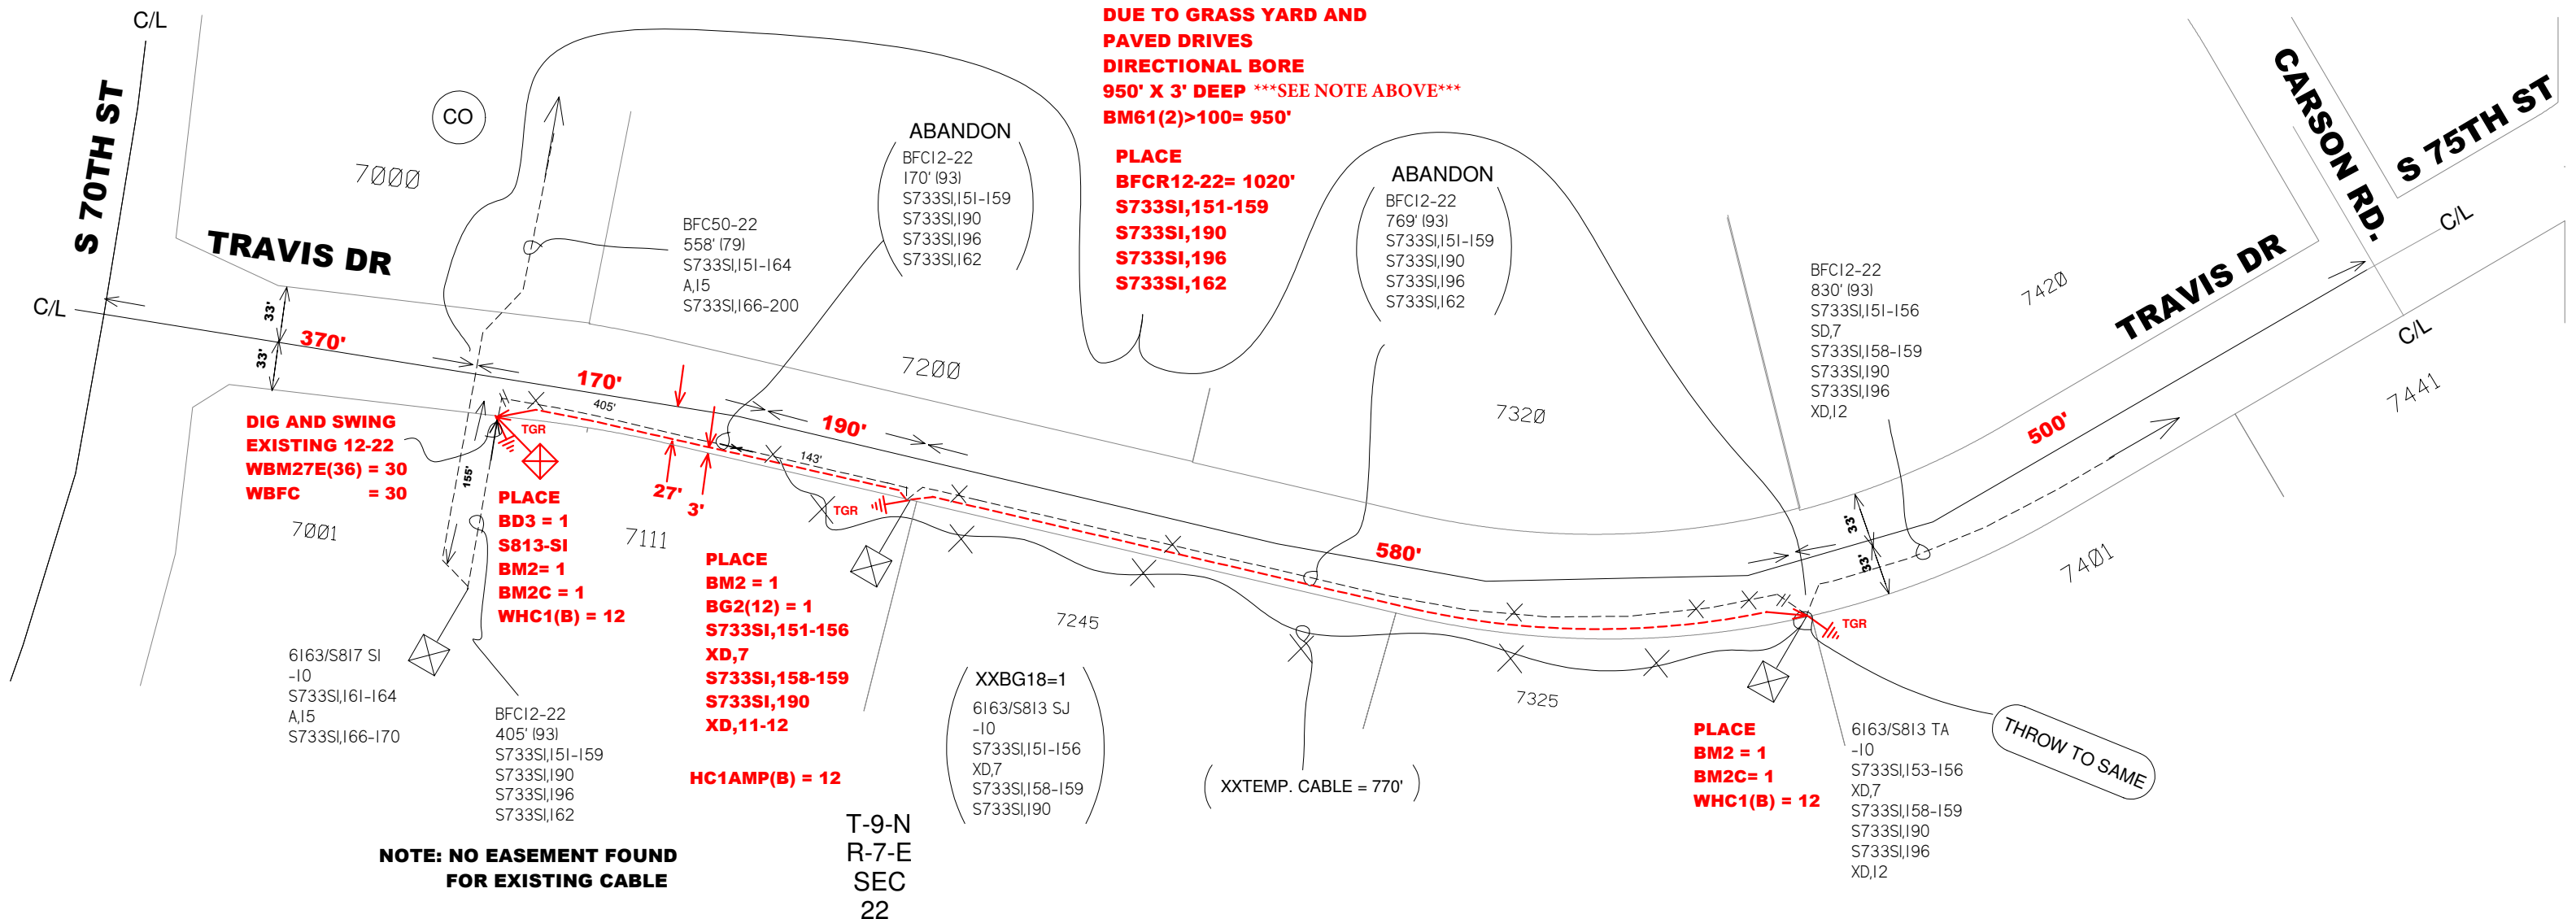 C/L
S 70TH ST
CO
7000
TRAVIS DR
C/L
33'
33'
370'
170'
405'
190'
143'
580'
500'
27'
3'
155'
DUE TO GRASS YARD AND
PAVED DRIVES
DIRECTIONAL BORE
950' X 3' DEEP ***SEE NOTE ABOVE***
BM61(2)>100= 950'
PLACE
BFCR12-22= 1020'
S733SI,151-159
S733SI,190
S733SI,196
S733SI,162
BFC50-22
558' (79)
S733SI,151-164
A,15
S733SI,166-200
ABANDON
BFC12-22
170' (93)
S733SI,151-159
S733SI,190
S733SI,196
S733SI,162
ABANDON
BFC12-22
769' (93)
S733SI,151-159
S733SI,190
S733SI,196
S733SI,162
BFC12-22
830' (93)
S733SI,151-156
SD,7
S733SI,158-159
S733SI,190
S733SI,196
XD,12
CARSON RD.
S 75TH ST
C/L
C/L
TRAVIS DR
7420
7441
7200
7320
7401
33'
33'
DIG AND SWING
EXISTING 12-22
WBM27E(36) = 30
WBFC = 30
7001
TGR
PLACE
BD3 = 1
S813-SI
BM2= 1
BM2C = 1
WHC1(B) = 12
7111
TGR
PLACE
BM2 = 1
BG2(12) = 1
S733SI,151-156
XD,7
S733SI,158-159
S733SI,190
XD,11-12
HC1AMP(B) = 12
7245
7325
TGR
6163/S817 SI
-10
S733SI,161-164
A,15
S733SI,166-170
BFC12-22
405' (93)
S733SI,151-159
S733SI,190
S733SI,196
S733SI,162
XXBG18=1
6163/S813 SJ
-10
S733SI,151-156
XD,7
S733SI,158-159
S733SI,190
(XXTEMP. CABLE = 770')
PLACE
BM2 = 1
BM2C= 1
WHC1(B) = 12
6163/S813 TA
-10
S733SI,153-156
XD,7
S733SI,158-159
S733SI,190
S733SI,196
XD,12
THROW TO SAME
NOTE: NO EASEMENT FOUND
FOR EXISTING CABLE
T-9-N
R-7-E
SEC
22